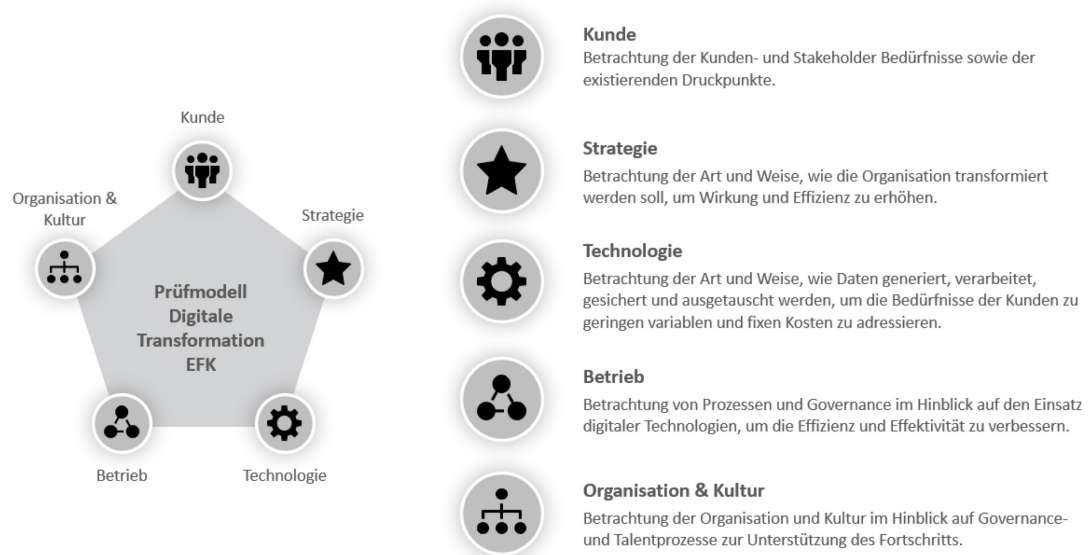 Kunde
Organisation &
Kultur
Strategie
Prüfmodell
Digitale
Transformation
EFK
Betrieb
Technologie
Kunde
Betrachtung der Kunden- und Stakeholder Bedürfnisse sowie der
existierenden Druckpunkte.
Strategie
Betrachtung der Art und Weise, wie die Organisation transformiert
werden soll, um Wirkung und Effizienz zu erhöhen.
Technologie
Betrachtung der Art und Weise, wie Daten generiert, verarbeitet,
gesichert und ausgetauscht werden, um die Bedürfnisse der Kunden zu
geringen variablen und fixen Kosten zu adressieren.
Betrieb
Betrachtung von Prozessen und Governance im Hinblick auf den Einsatz
digitaler Technologien, um die Effizienz und Effektivität zu verbessern.
Organisation & Kultur
Betrachtung der Organisation und Kultur im Hinblick auf Governance-
und Talentprozesse zur Unterstützung des Fortschritts.